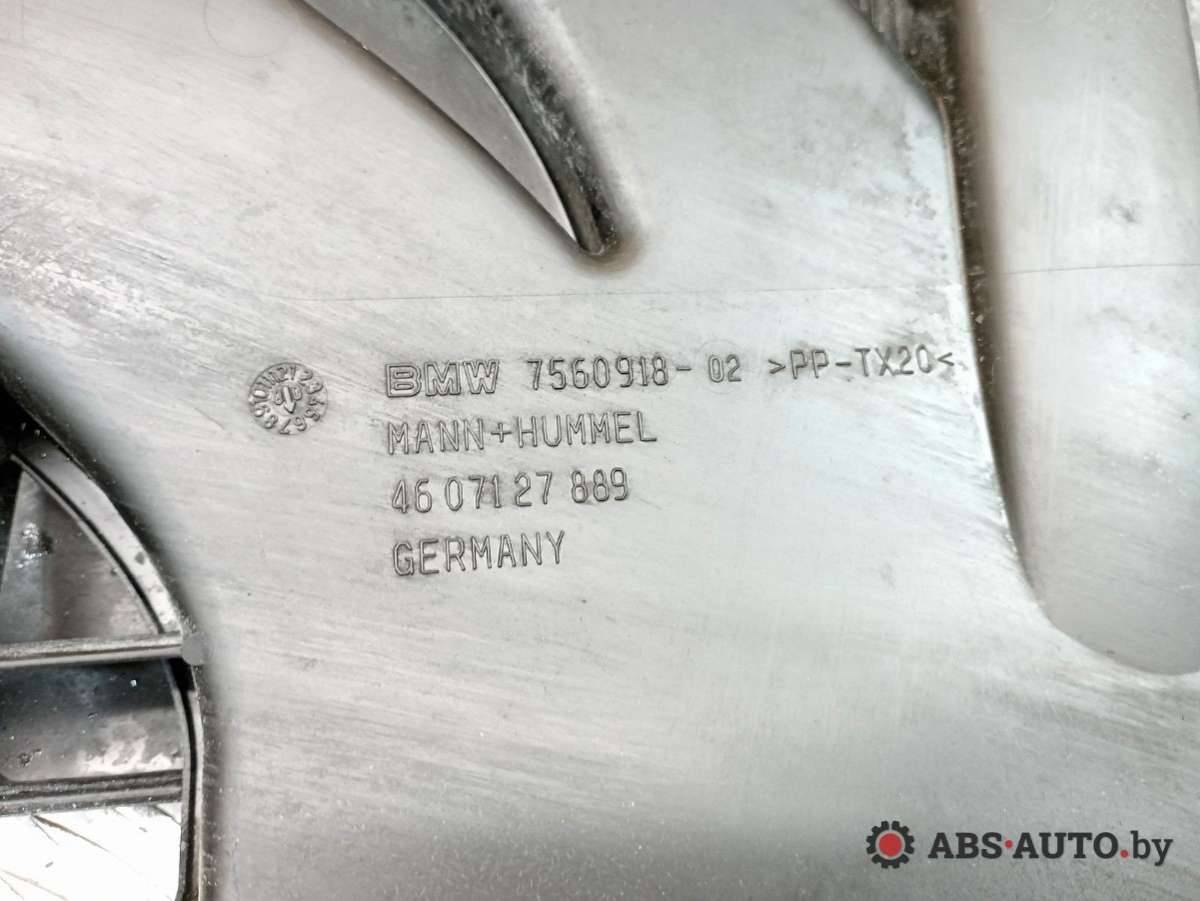 BMW 7560918-02 >PP-TX20<
MANN+HUMMEL
46 071 27 889
GERMANY
ABS·AUTO.by